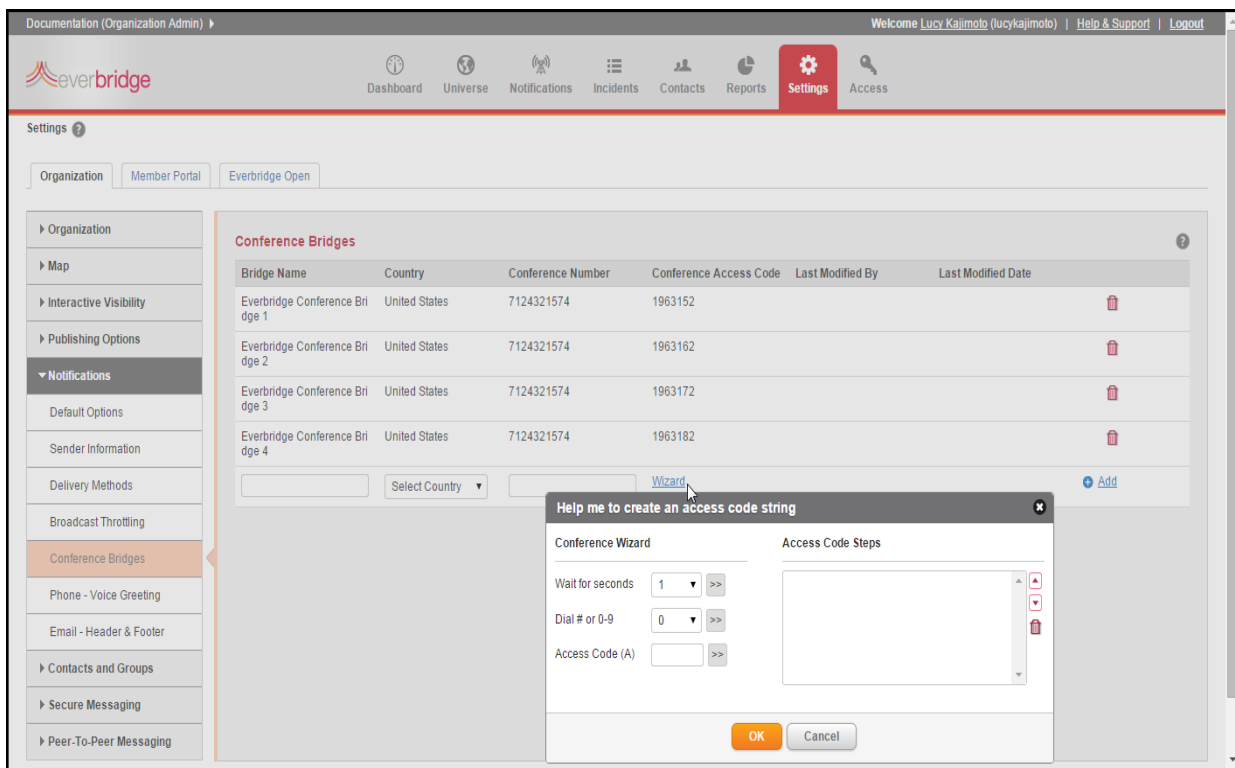 Documentation (Organization Admin)
Welcome Lucy Kajimoto (lucykajimoto) | Help & Support | Logout
everbridge
Dashboard Universe Notifications Incidents Contacts Reports Settings Access
Settings ?
Organization Member Portal Everbridge Open
Organization
Map
Interactive Visibility
Publishing Options
Notifications
Default Options
Sender Information
Delivery Methods
Broadcast Throttling
Conference Bridges
Phone - Voice Greeting
Email - Header & Footer
Contacts and Groups
Secure Messaging
Peer-To-Peer Messaging
Conference Bridges ?
Bridge Name Country Conference Number Conference Access Code Last Modified By Last Modified Date
Everbridge Conference Bri United States 7124321574 1963152
dge 1
Everbridge Conference Bri United States 7124321574 1963162
dge 2
Everbridge Conference Bri United States 7124321574 1963172
dge 3
Everbridge Conference Bri United States 7124321574 1963182
dge 4
Select Country Wizard Add
Help me to create an access code string
Conference Wizard Access Code Steps
Wait for seconds 1 >>
Dial # or 0-9 0 >>
Access Code (A) >>
OK Cancel